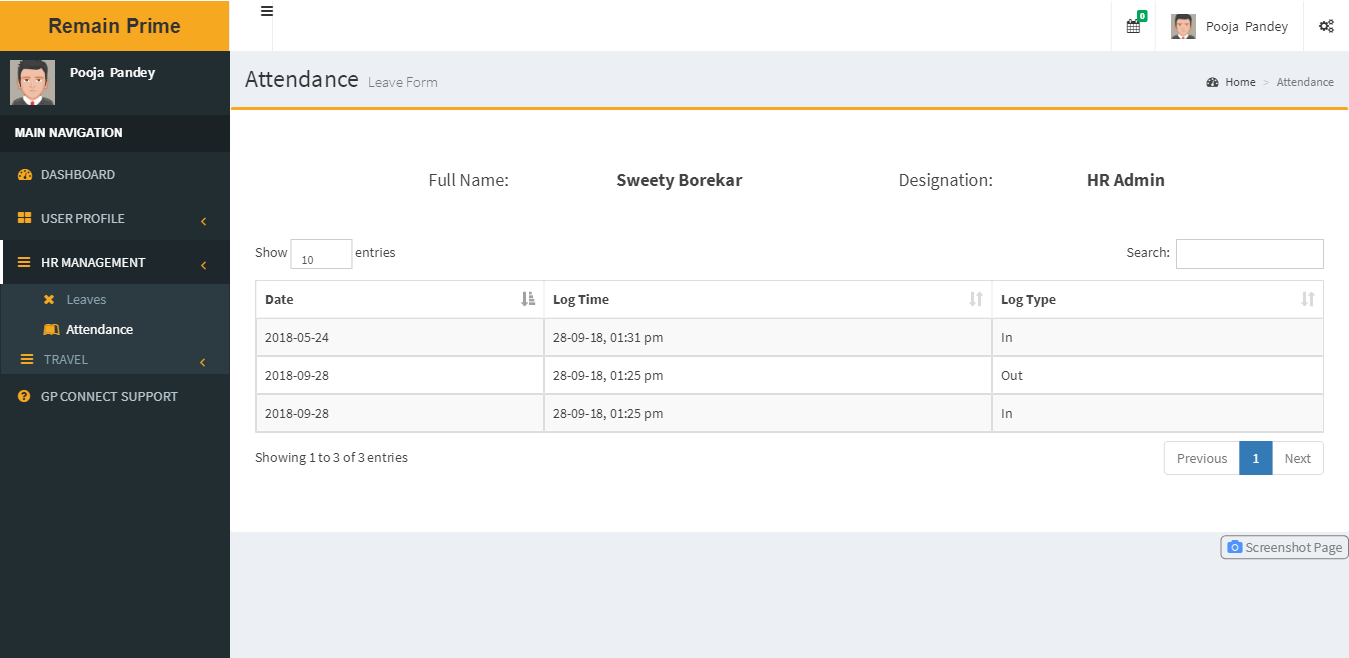 Remain Prime
0
Pooja Pandey
Pooja Pandey
MAIN NAVIGATION
DASHBOARD
USER PROFILE
HR MANAGEMENT
Leaves
Attendance
TRAVEL
GP CONNECT SUPPORT
Attendance Leave Form
Home > Attendance
Full Name: Sweety Borekar Designation: HR Admin
Show 10 entries Search:
Date Log Time Log Type
2018-05-24 28-09-18, 01:31 pm In
2018-09-28 28-09-18, 01:25 pm Out
2018-09-28 28-09-18, 01:25 pm In
Showing 1 to 3 of 3 entries Previous 1 Next
Screenshot Page